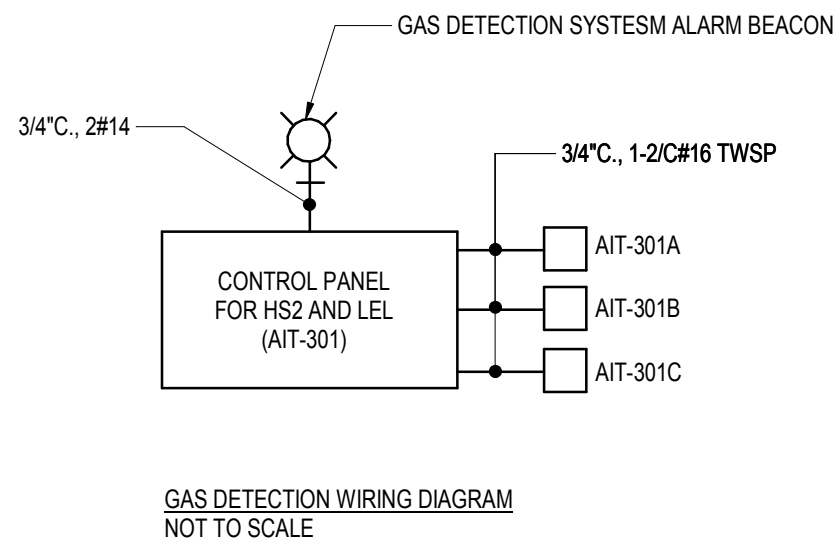 GAS DETECTION SYSTESM ALARM BEACON
3/4"C., 2#14
3/4"C., 1-2/C#16 TWSP
AIT-301A
CONTROL PANEL
FOR HS2 AND LEL
(AIT-301)
AIT-301B
AIT-301C
GAS DETECTION WIRING DIAGRAM
NOT TO SCALE